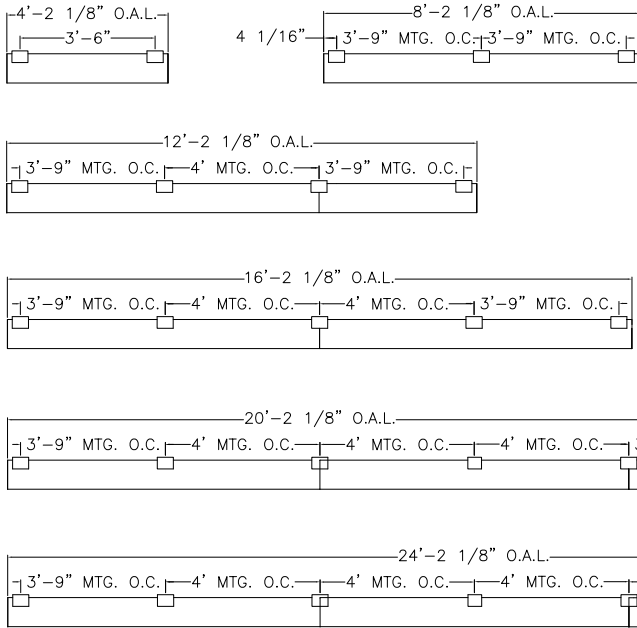 4'-2 1/8" O.A.L.
3'-6"
8'-2 1/8" O.A.L.
4 1/16" 3'-9" MTG. O.C. 3'-9" MTG. O.C.
12'-2 1/8" O.A.L.
3'-9" MTG. O.C. 4' MTG. O.C. 3'-9" MTG. O.C.
16'-2 1/8" O.A.L.
3'-9" MTG. O.C. 4' MTG. O.C. 4' MTG. O.C. 3'-9" MTG. O.C.
20'-2 1/8" O.A.L.
3'-9" MTG. O.C. 4' MTG. O.C. 4' MTG. O.C. 4' MTG. O.C.
24'-2 1/8" O.A.L.
3'-9" MTG. O.C. 4' MTG. O.C. 4' MTG. O.C. 4' MTG. O.C.